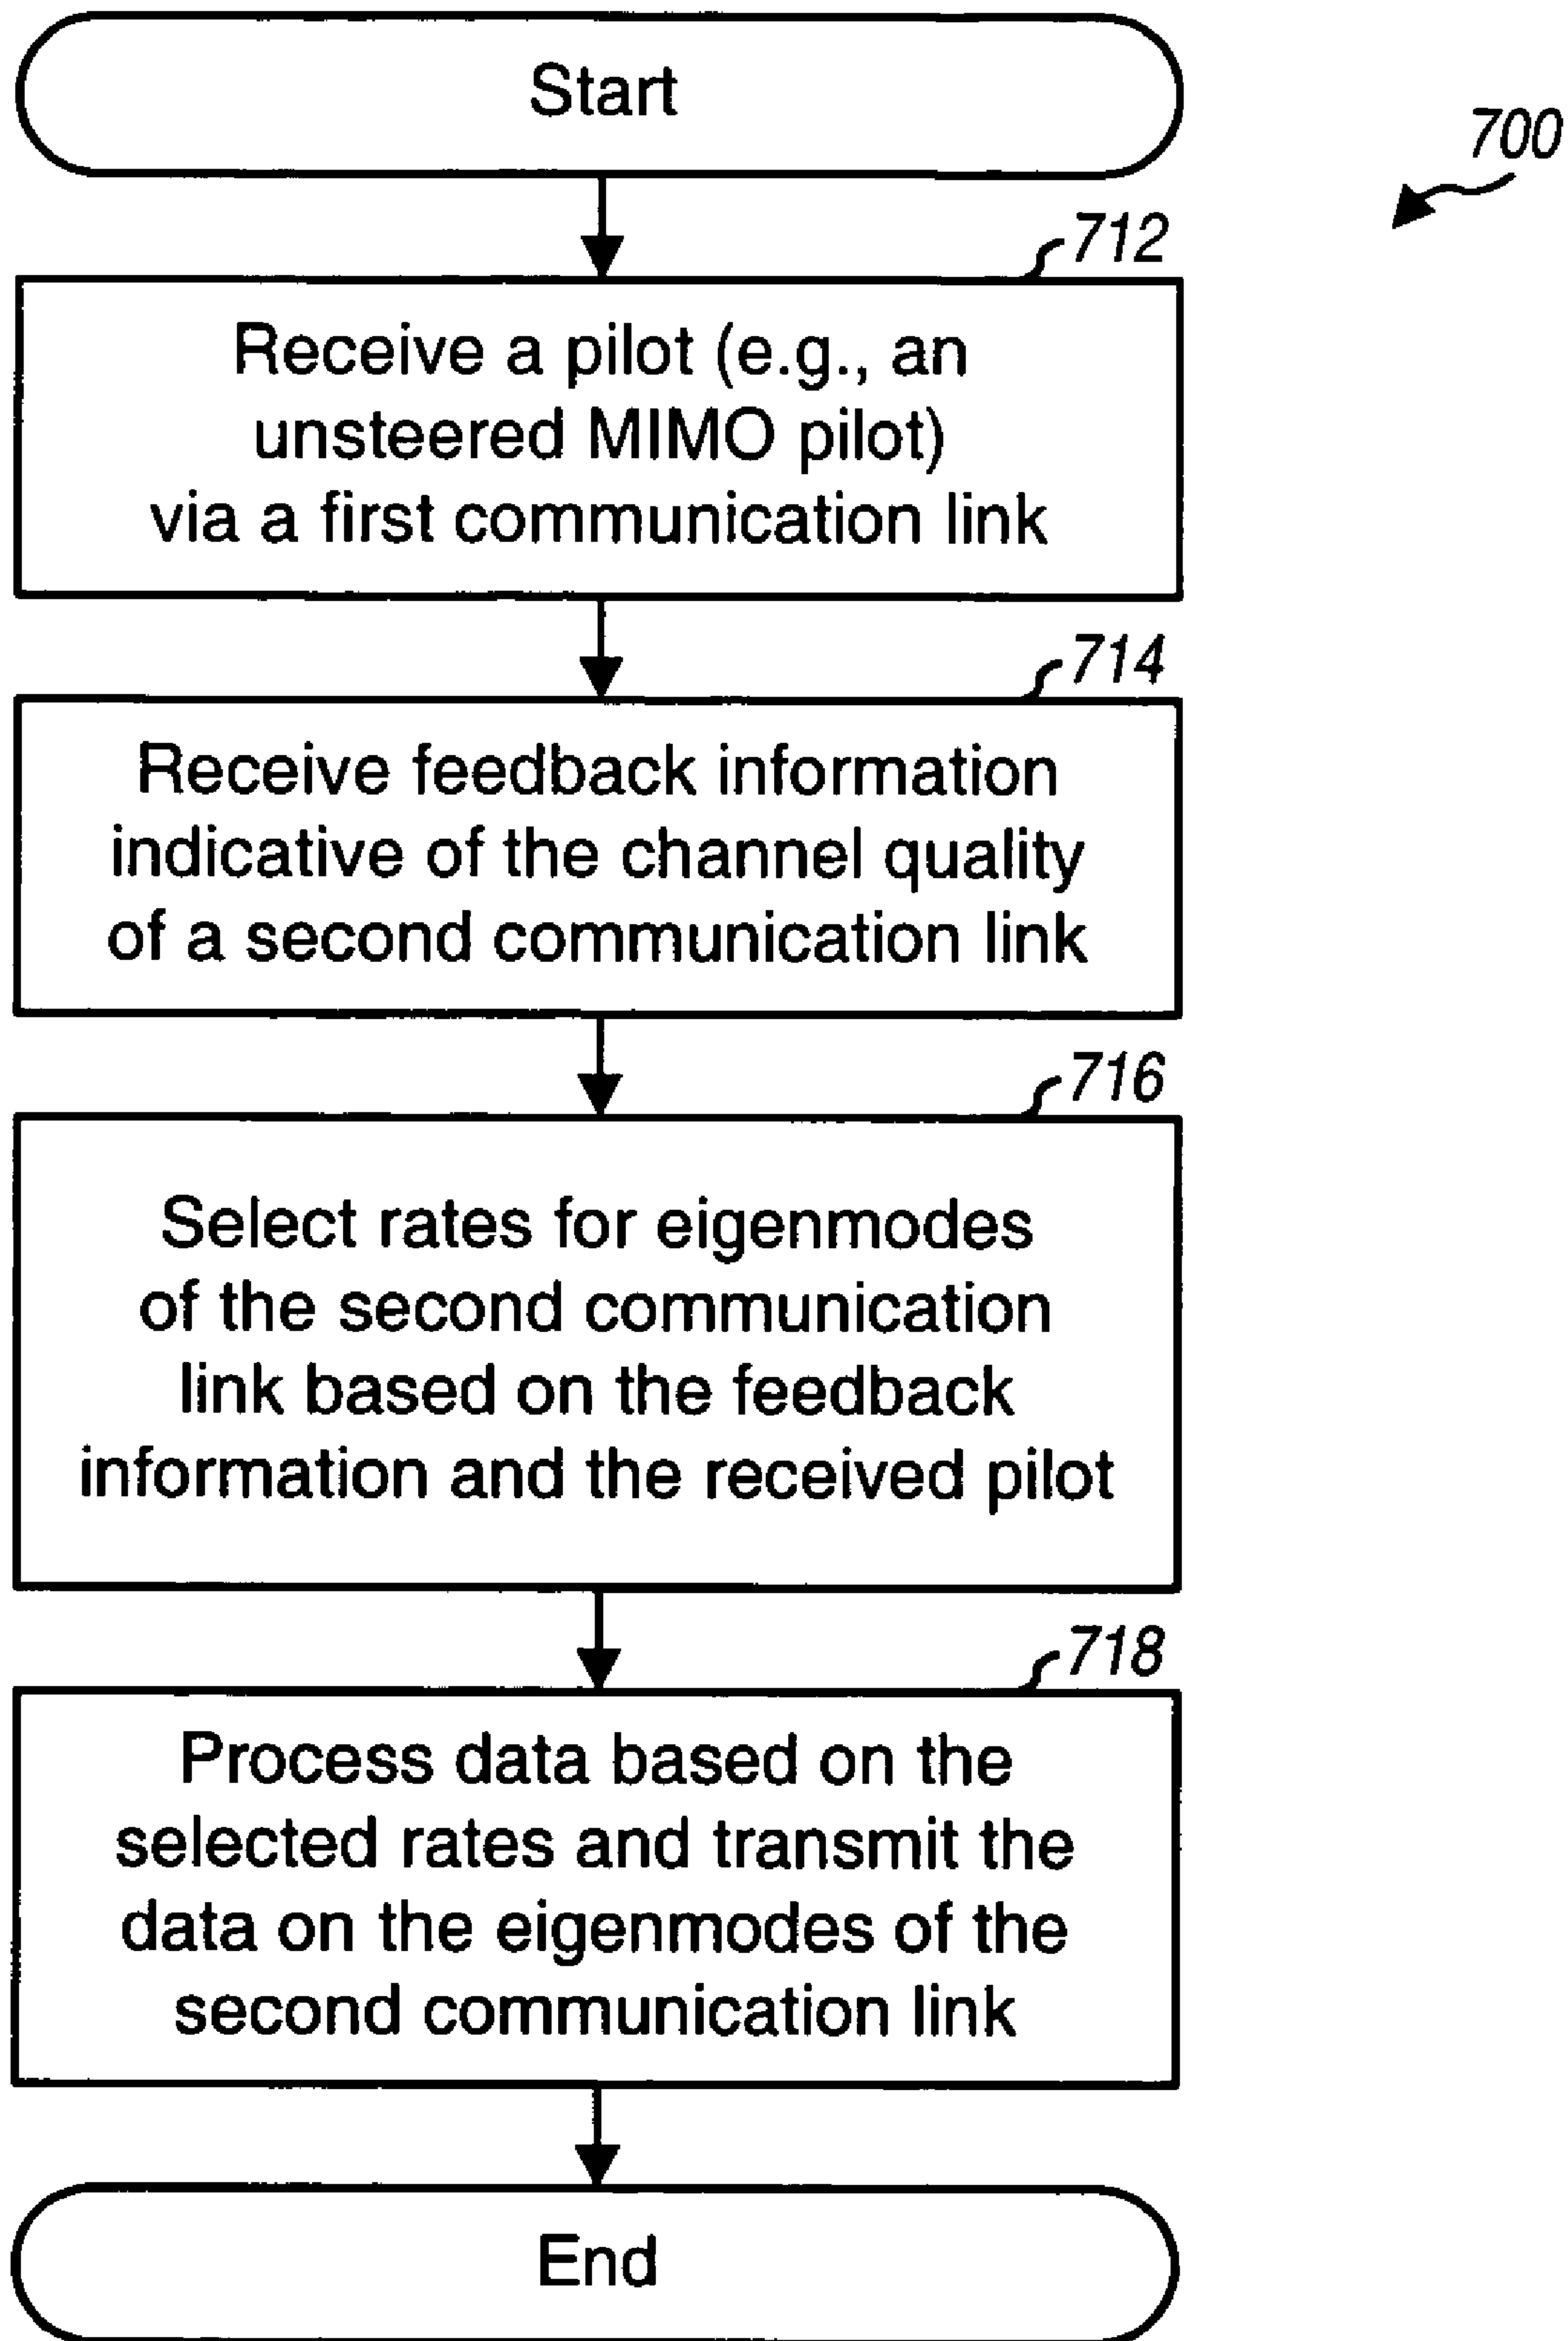 Start
700
712
Receive a pilot (e.g., an
unsteered MIMO pilot)
via a first communication link
714
Receive feedback information
indicative of the channel quality
of a second communication link
716
Select rates for eigenmodes
of the second communication
link based on the feedback
information and the received pilot
718
Process data based on the
selected rates and transmit the
data on the eigenmodes of the
second communication link
End